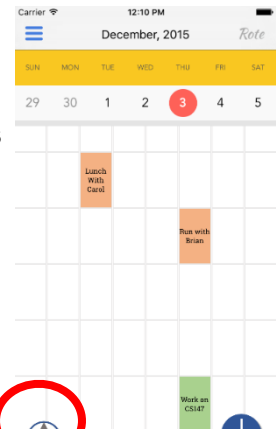 Carrier 12:10 PM
December, 2015 Rote
SUN MON TUE WED THU FRI SAT
29 30 1 2 3 4 5
Lunch
With
Carol
Run with
Brian
Work an
CS147